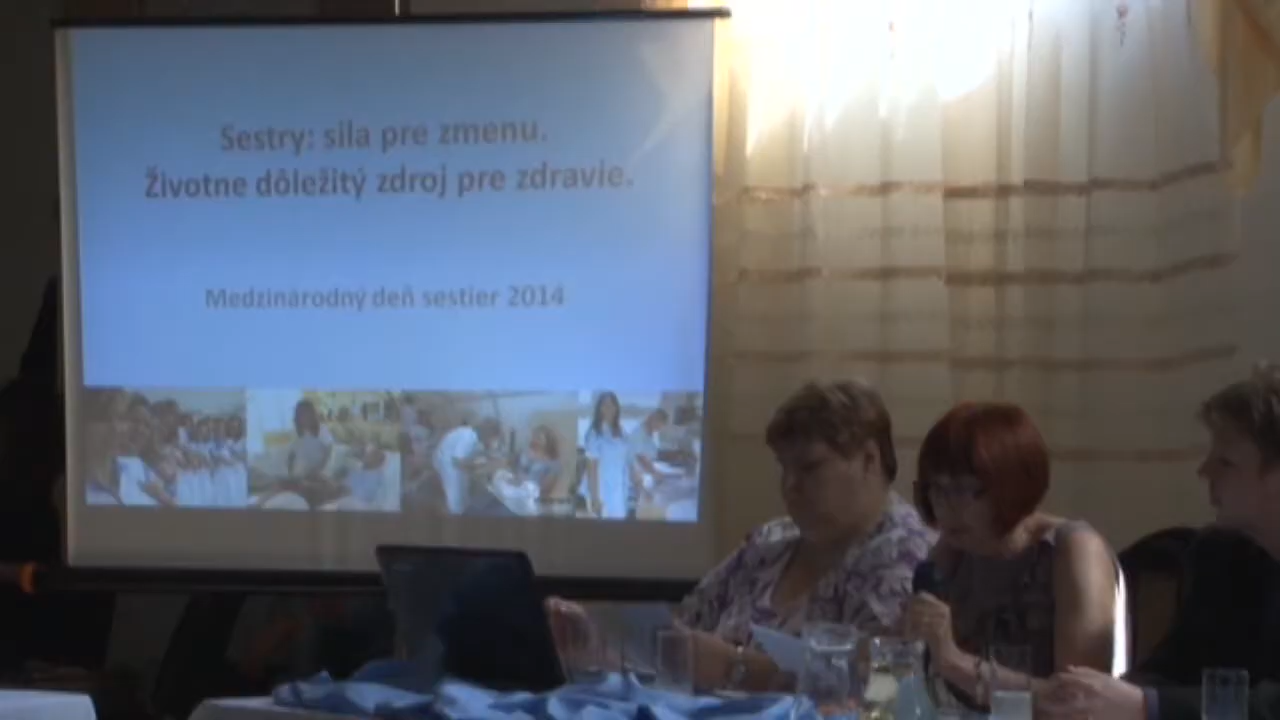 Sestry: sila pre zmenu.
Životne dôležitý zdroj pre zdravie.
Medzinárodný deň sestier 2014